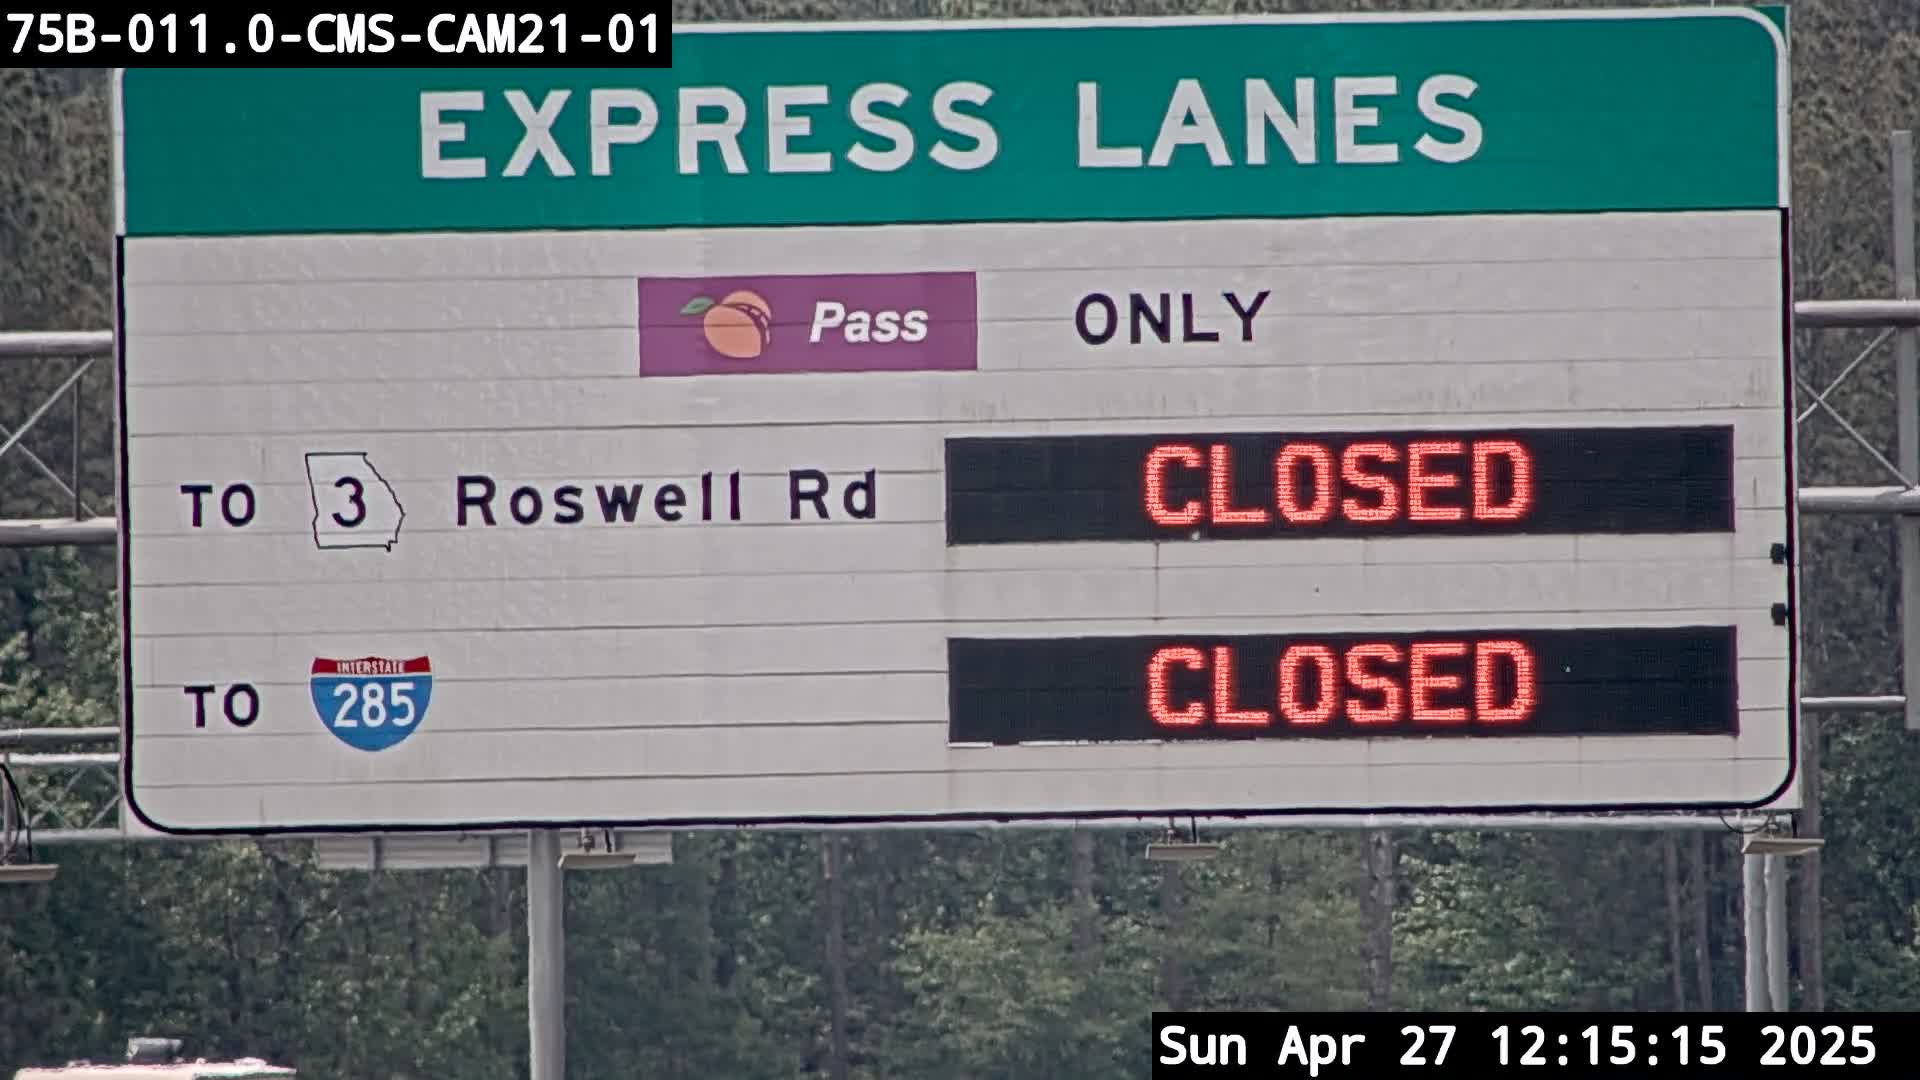 75B-011.0-CMS-CAM21-01
EXPRESS LANES
Pass ONLY
TO 3 Roswell Rd CLOSED
TO INTERSTATE 285 CLOSED
Sun Apr 27 12:15:15 2025